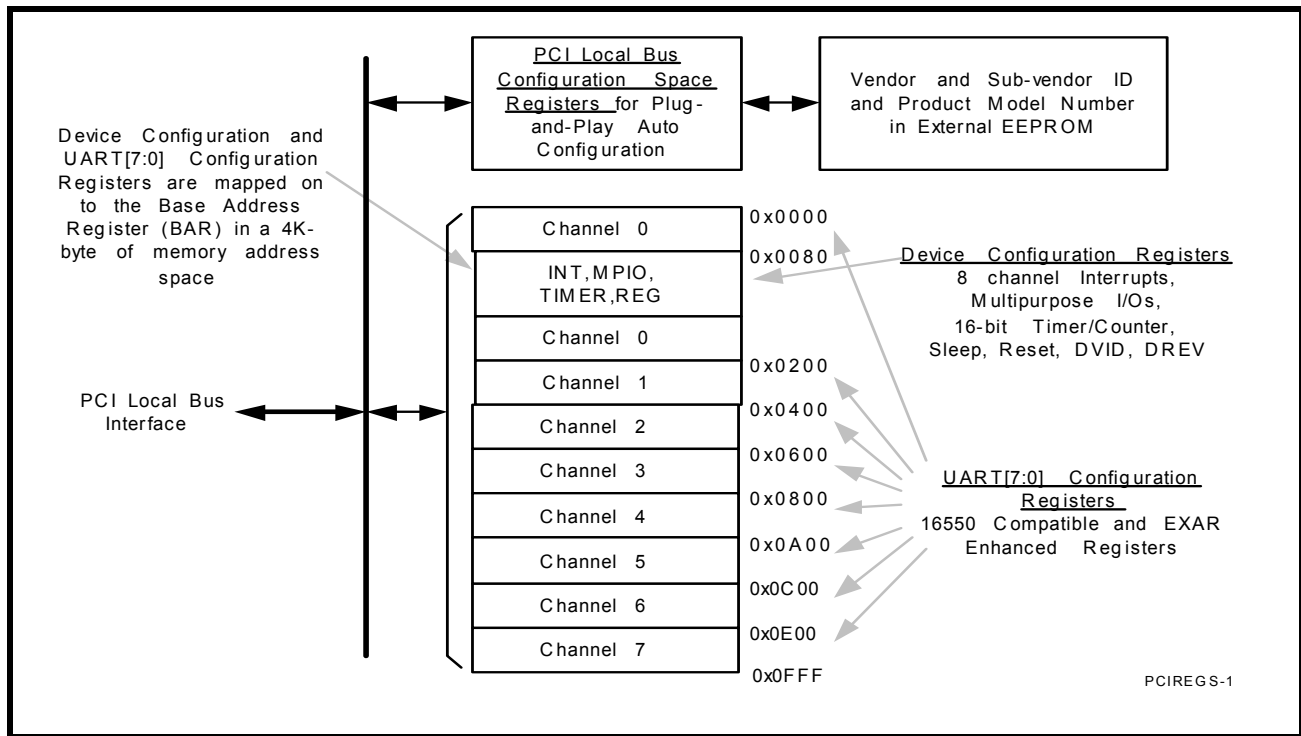 PCI Local Bus
Configuration Space
Registers for Plug-
and-Play Auto
Configuration
Vendor and Sub-vendor ID
and Product Model Number
in External EEPROM
Device Configuration and
UART[7:0] Configuration
Registers are mapped on
to the Base Address
Register (BAR) in a 4K-
byte of memory address
space
Channel 0
0x0000
INT,MPIO,
TIMER,REG
0x0080
Device Configuration Registers
8 channel Interrupts,
Multipurpose I/Os,
16-bit Timer/Counter,
Sleep, Reset, DVID, DREV
Channel 0
Channel 1
0x0200
PCI Local Bus
Interface
Channel 2
0x0400
Channel 3
0x0600
Channel 4
0x0800
Channel 5
0x0A00
Channel 6
0x0C00
Channel 7
0x0E00
0x0FFF
UART[7:0] Configuration
Registers
16550 Compatible and EXAR
Enhanced Registers
PCIREGS-1